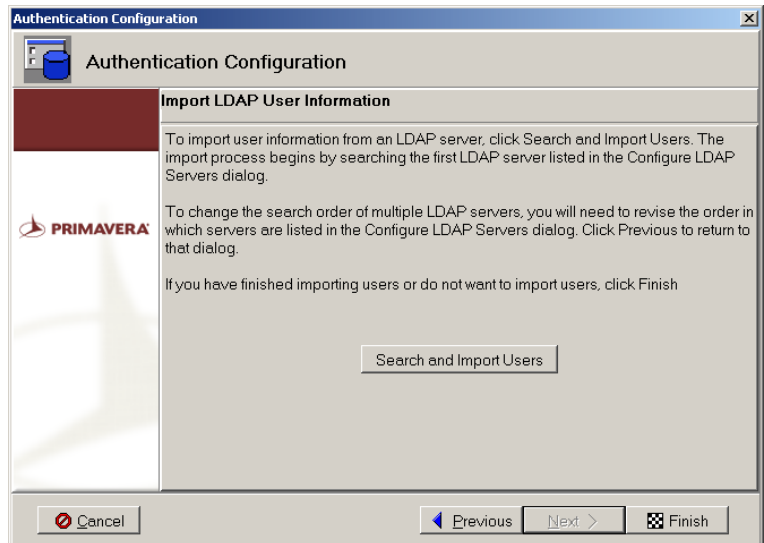 Authentication Configuration
Authentication Configuration
Import LDAP User Information
To import user information from an LDAP server, click Search and Import Users. The
import process begins by searching the first LDAP server listed in the Configure LDAP
Servers dialog.
To change the search order of multiple LDAP servers, you will need to revise the order in
which servers are listed in the Configure LDAP Servers dialog. Click Previous to return to
that dialog.
If you have finished importing users or do not want to import users, click Finish
PRIMAVERA
Search and Import Users
Cancel
Previous
Next >
Finish